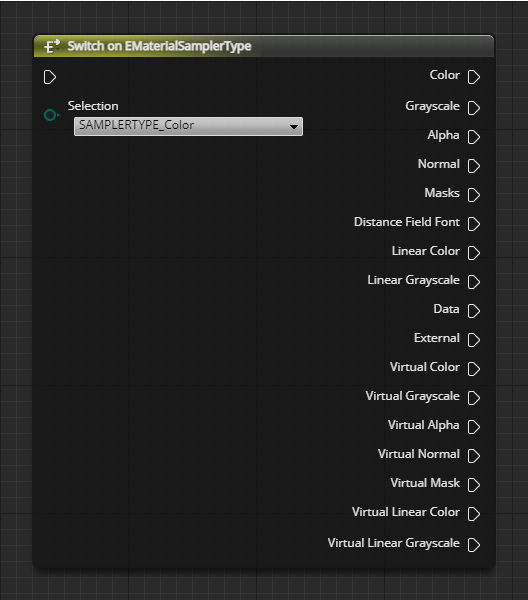 Switch on EMaterialSamplerType
Color
Selection
Grayscale
SAMPLERTYPE_Color
Alpha
Normal
Masks
Distance Field Font
Linear Color
Linear Grayscale
Data
External
Virtual Color
Virtual Grayscale
Virtual Alpha
Virtual Normal
Virtual Mask
Virtual Linear Color
Virtual Linear Grayscale